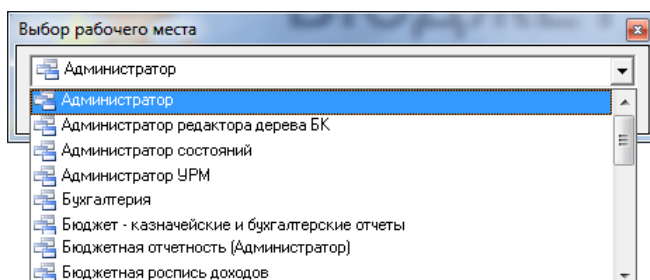 БЮДЖЕТ
Выбор рабочего места
Администратор
Администратор
Администратор редактора дерева БК
Администратор состояний
Администратор УРМ
Бухгалтерия
Бюджет - казначейские и бухгалтерские отчеты
Бюджетная отчетность (Администратор)
Бюджетная роспись доходов